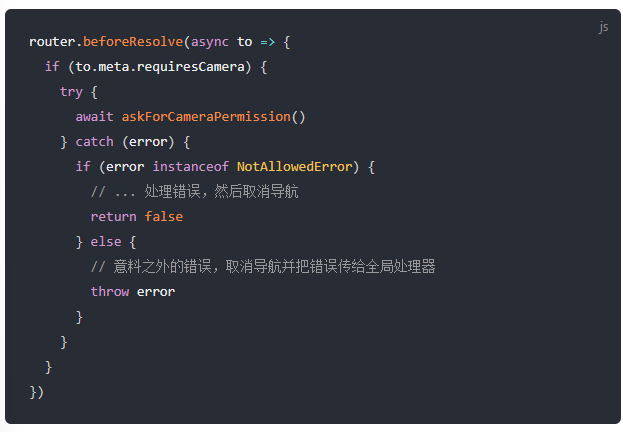 js
router.beforeResolve(async to => {
  if (to.meta.requiresCamera) {
    try {
      await askForCameraPermission()
    } catch (error) {
      if (error instanceof NotAllowedError) {
        // ... 处理错误，然后取消导航
        return false
      } else {
        // 意料之外的错误，取消导航并把错误传给全局处理器
        throw error
      }
    }
  }
})